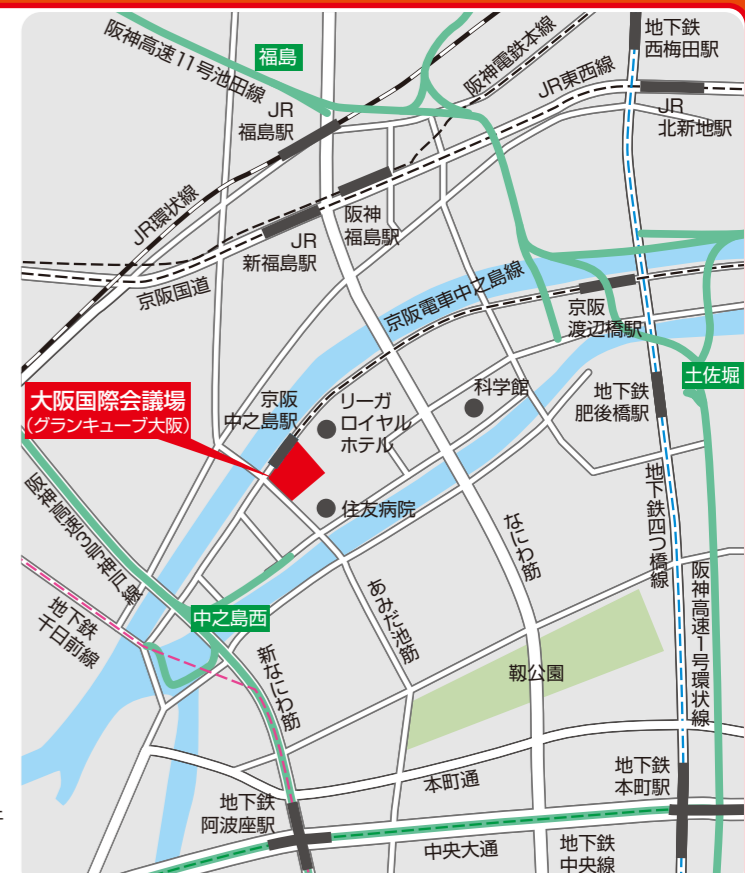 阪神高速11号池田線
福島
阪神電鉄本線
地下鉄
西梅田駅
JR東西線
JR
福島駅
JR
北新地駅
JR環状線
阪神
福島駅
JR
新福島駅
京阪国道
京阪電車中之島線
京阪
渡辺橋駅
土佐堀
大阪国際会議場
(グランキューブ大阪)
京阪
中之島駅
リーガ
ロイヤル
ホテル
科学館
地下鉄
肥後橋駅
住友病院
阪神高速3号神戸線
地下鉄四つ橋線
なにわ筋
阪神高速1号環状線
地下鉄
千日前線
中之島西
あみだ池筋
新なにわ筋
靱公園
本町通
地下鉄
本町駅
地下鉄
阿波座駅
中央大通
地下鉄
中央線